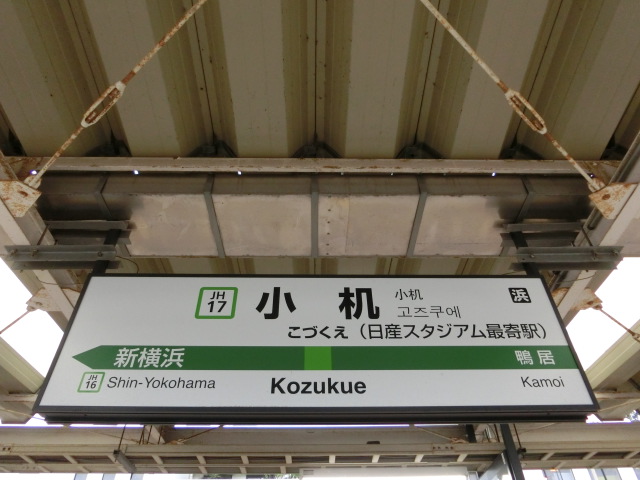 JH 17 小机 小机 浜
고즈쿠에
こづくえ（日産スタジアム最寄駅）
新横浜 鴨居
JH 16 Shin-Yokohama Kozukue Kamoi